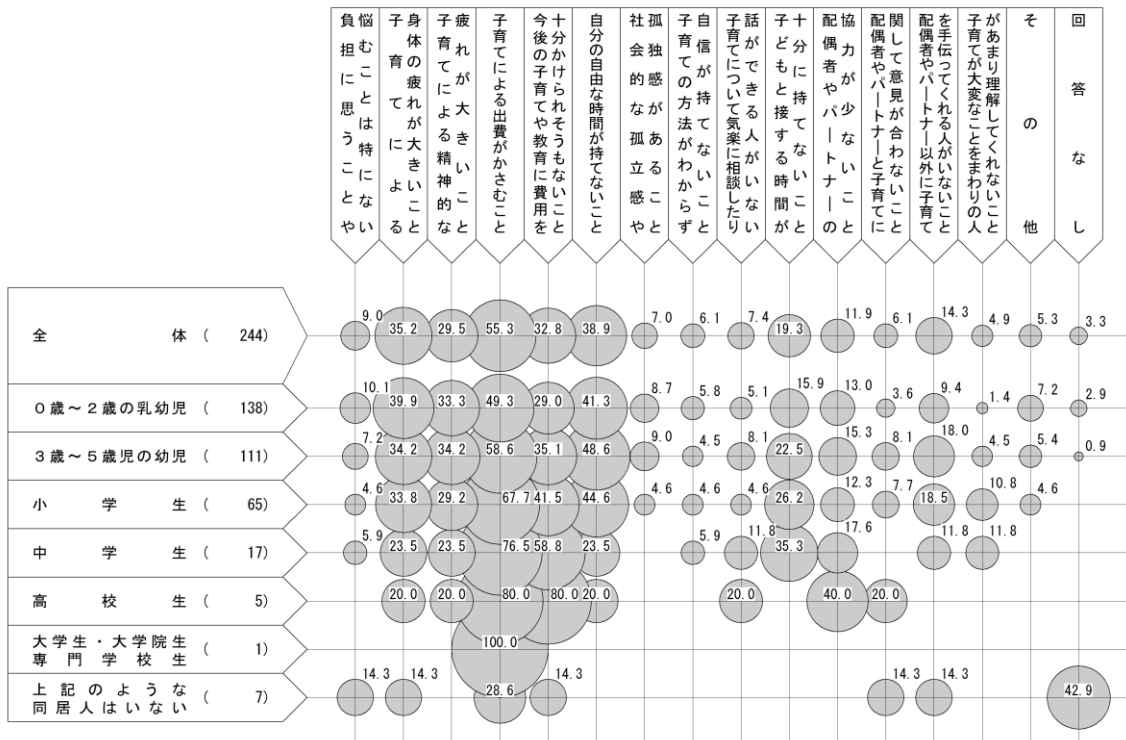 負担に思うことや
悩むことは特にない
子育てによる
身体の疲れが大きいこと
子育てによる精神的な
疲れが大きいこと
子育てによる出費がかさむこと
今後の子育てや教育に費用を
十分かけられそうもないこと
自分の自由な時間が持てないこと
社会的な孤立感や
孤独感があること
子育ての方法がわからず
自信が持てないこと
子育てについて気楽に相談したり
話ができる人がいない
子どもと接する時間が
十分に持てないこと
配偶者やパートナーの
協力が少ないこと
配偶者やパートナーと子育てに
関して意見が合わないこと
配偶者やパートナー以外に子育て
を手伝ってくれる人がいないこと
子育てが大変なことをまわりの人
があまり理解してくれないこと
その他
回答なし
全体 ( 244) 9.0 35.2 29.5 55.3 32.8 38.9 7.0 6.1 7.4 19.3 11.9 6.1 14.3 4.9 5.3 3.3
0歳～2歳の乳幼児 ( 138) 10.1 39.9 33.3 49.3 29.0 41.3 8.7 5.8 5.1 15.9 13.0 3.6 9.4 1.4 7.2 2.9
3歳～5歳児の幼児 ( 111) 7.2 34.2 34.2 58.6 35.1 48.6 9.0 4.5 8.1 22.5 15.3 8.1 18.0 4.5 5.4 0.9
小学生 ( 65) 4.6 33.8 29.2 67.7 41.5 44.6 4.6 4.6 4.6 26.2 12.3 7.7 18.5 10.8 4.6
中学生 ( 17) 5.9 23.5 23.5 76.5 58.8 23.5 5.9 11.8 35.3 17.6 11.8 11.8
高校生 ( 5) 20.0 20.0 80.0 80.0 20.0 20.0 40.0 20.0
大学生・大学院生
専門学校生 ( 1) 100.0
上記のような
同居人はいない ( 7) 14.3 14.3 28.6 14.3 14.3 14.3 42.9